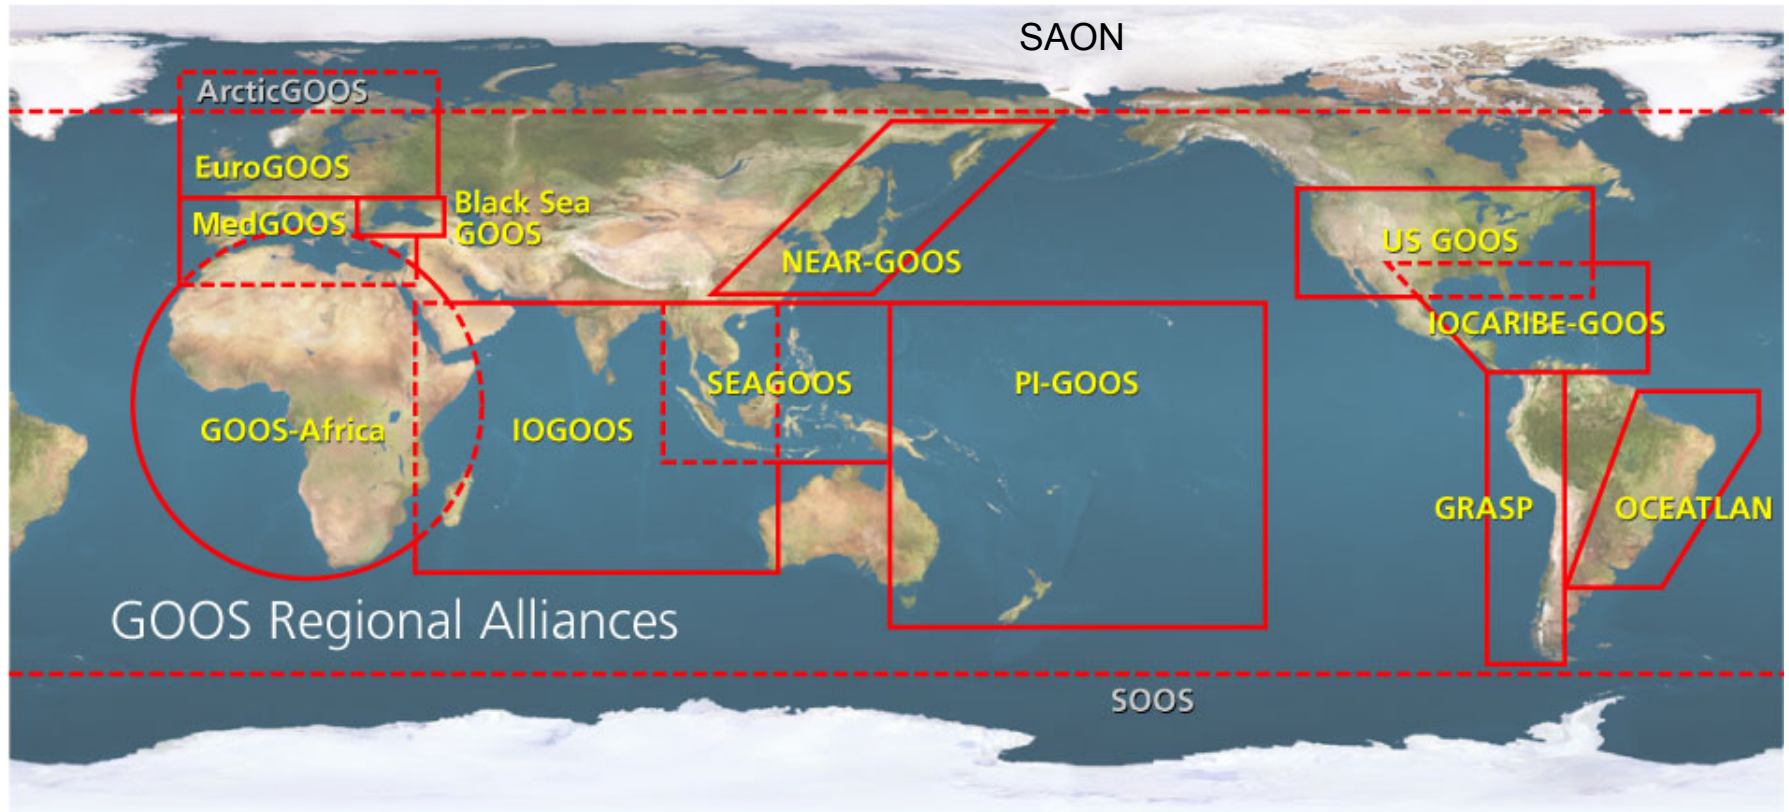 SAON
ArcticGOOS
EuroGOOS
MedGOOS
Black Sea
GOOS
NEAR-GOOS
US GOOS
IOCARIBE-GOOS
SEAGOOS
PI-GOOS
GOOS-Africa
IOGOOS
GRASP
OCEATLAN
GOOS Regional Alliances
SOOS